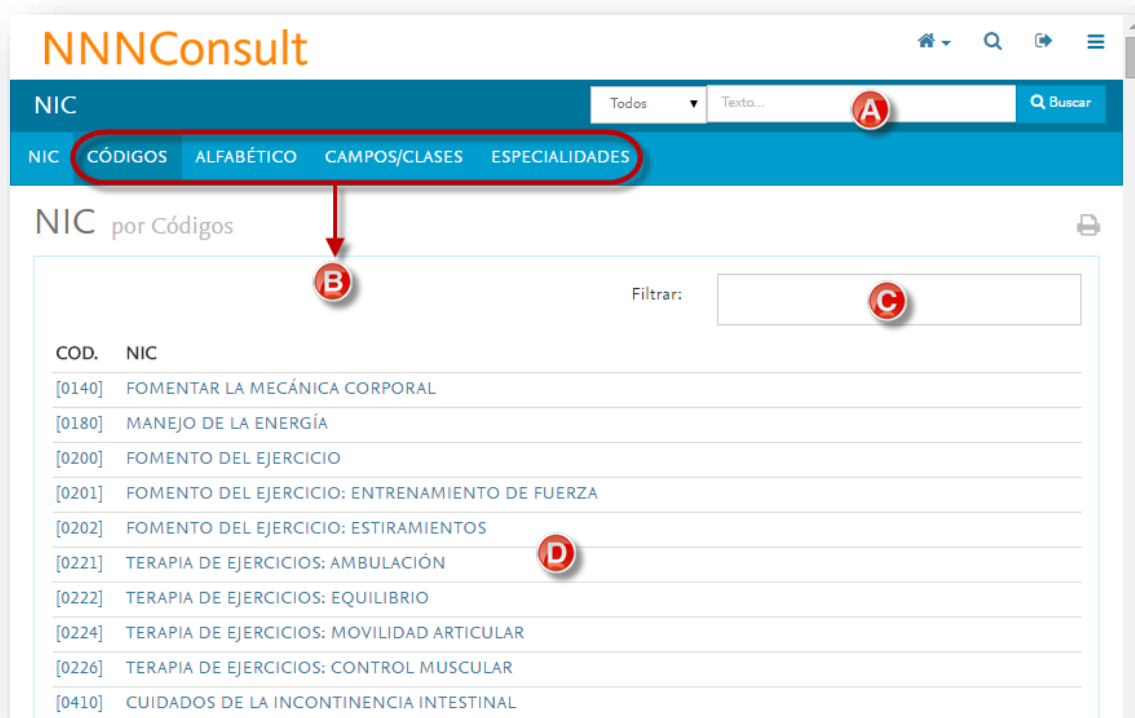 NNNConsult
NIC Todos Texto... A Buscar
NIC CÓDIGOS ALFABÉTICO CAMPOS/CLASES ESPECIALIDADES
NIC por Códigos
B
Filtrar: C
COD. NIC
[0140] FOMENTAR LA MECÁNICA CORPORAL
[0180] MANEJO DE LA ENERGÍA
[0200] FOMENTO DEL EJERCICIO
[0201] FOMENTO DEL EJERCICIO: ENTRENAMIENTO DE FUERZA
[0202] FOMENTO DEL EJERCICIO: ESTIRAMIENTOS
D
[0221] TERAPIA DE EJERCICIOS: AMBULACIÓN
[0222] TERAPIA DE EJERCICIOS: EQUILIBRIO
[0224] TERAPIA DE EJERCICIOS: MOVILIDAD ARTICULAR
[0226] TERAPIA DE EJERCICIOS: CONTROL MUSCULAR
[0410] CUIDADOS DE LA INCONTINENCIA INTESTINAL